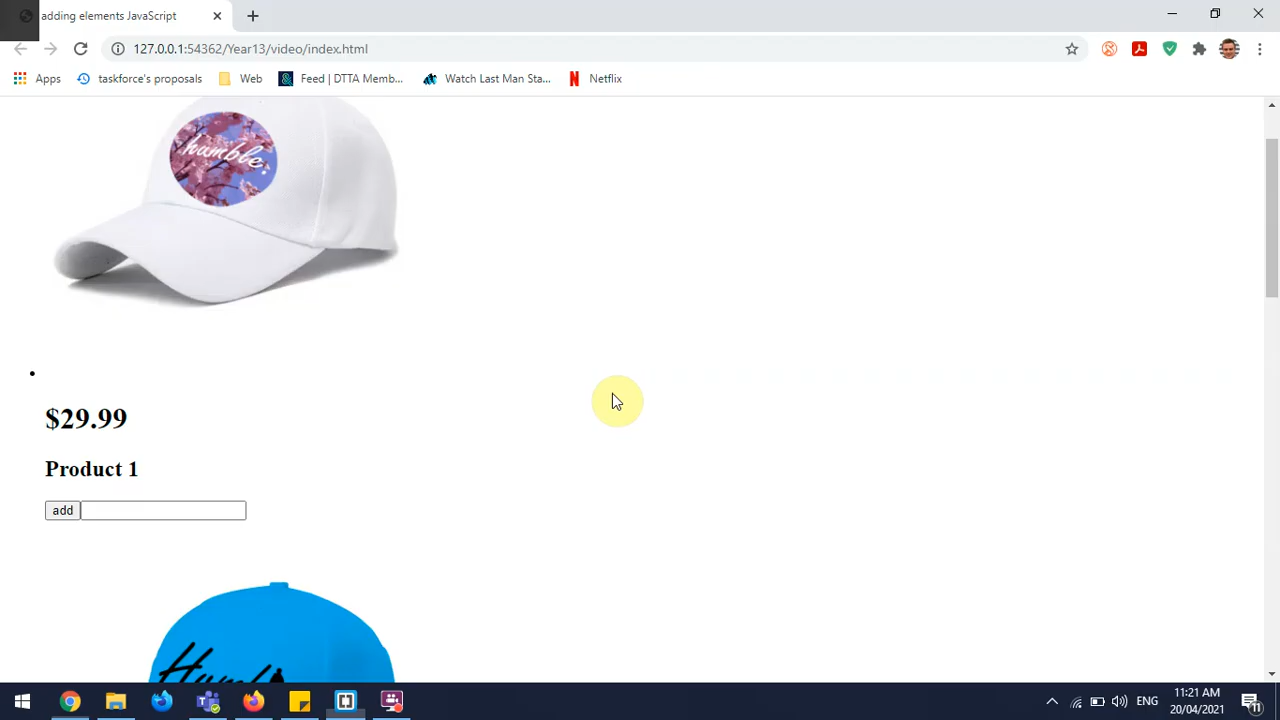 adding elements JavaScript
127.0.0.1:54362/Year13/video/index.html
Apps
taskforce's proposals
Web
Feed | DTTA Memb...
Watch Last Man Sta...
Netflix
humble.
$29.99
Product 1
add
ENG
11:21 AM
20/04/2021
11